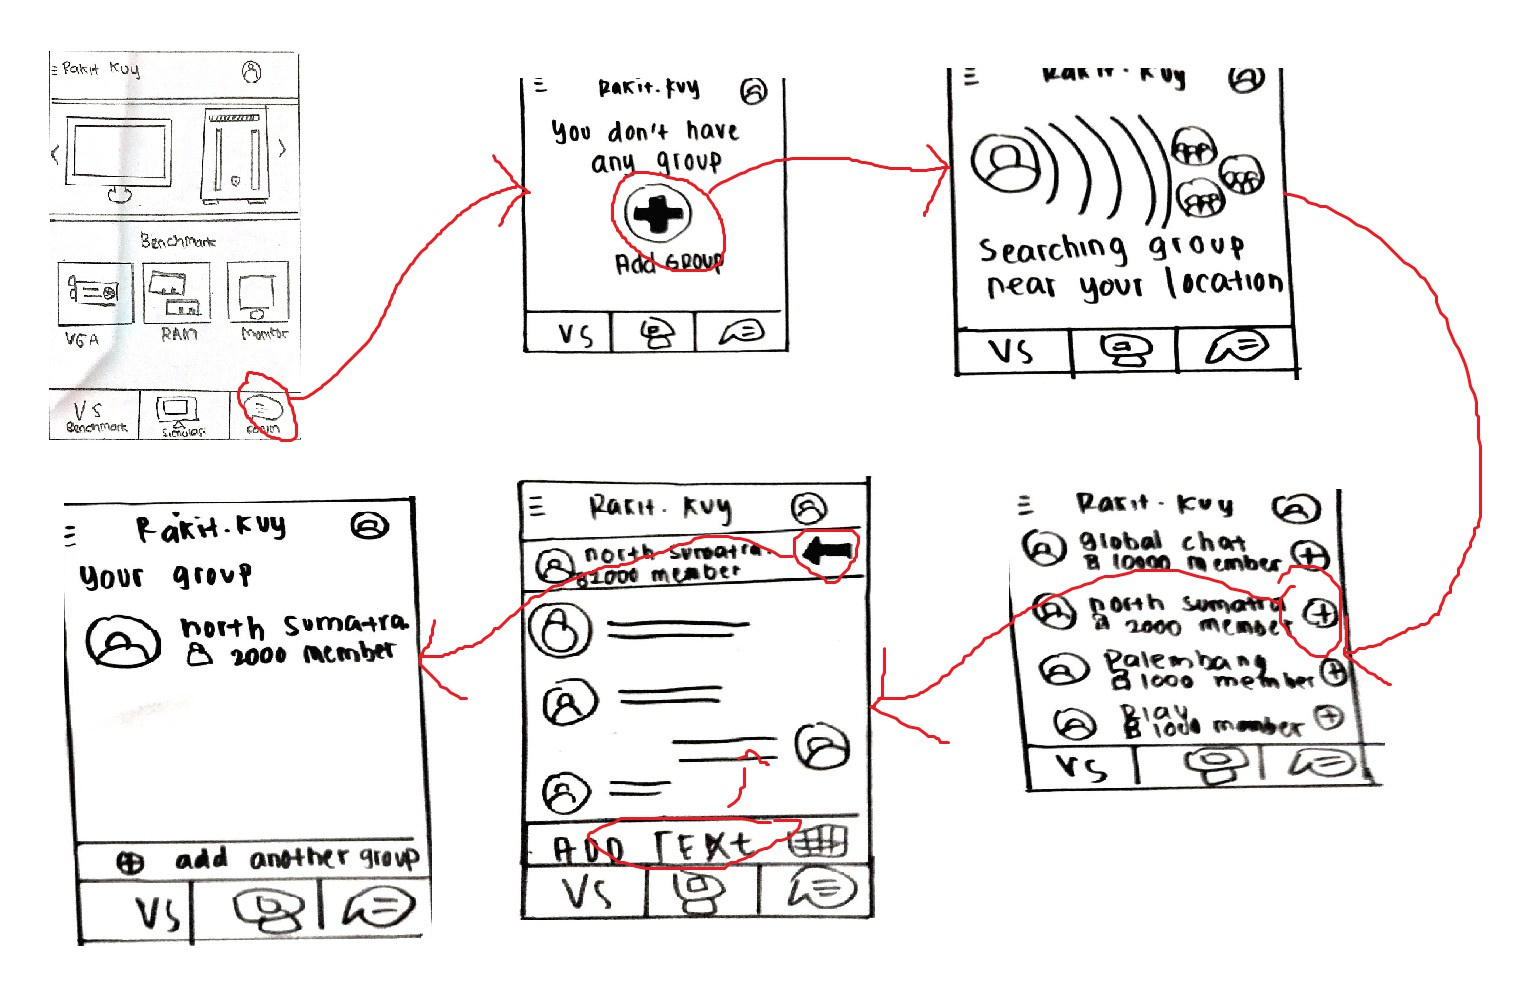 Rakit Kuy
Benchmark
VGA
RAM
Monitor
VS
Benchmark
Simulasi
Rakit.Kuy
You don't have
any group
Add GROUP
VS
Rakit.Kuy
Searching group
near your location
VS
Rakit.Kuy
global chat
10000 member
north sumatra
2000 member
Palembang
1000 member
Riau
1000 member
VS
Rakit.Kuy
north sumatra
2000 member
ADD TEXt
VS
Rakit.Kuy
your group
north sumatra
2000 member
add another group
VS